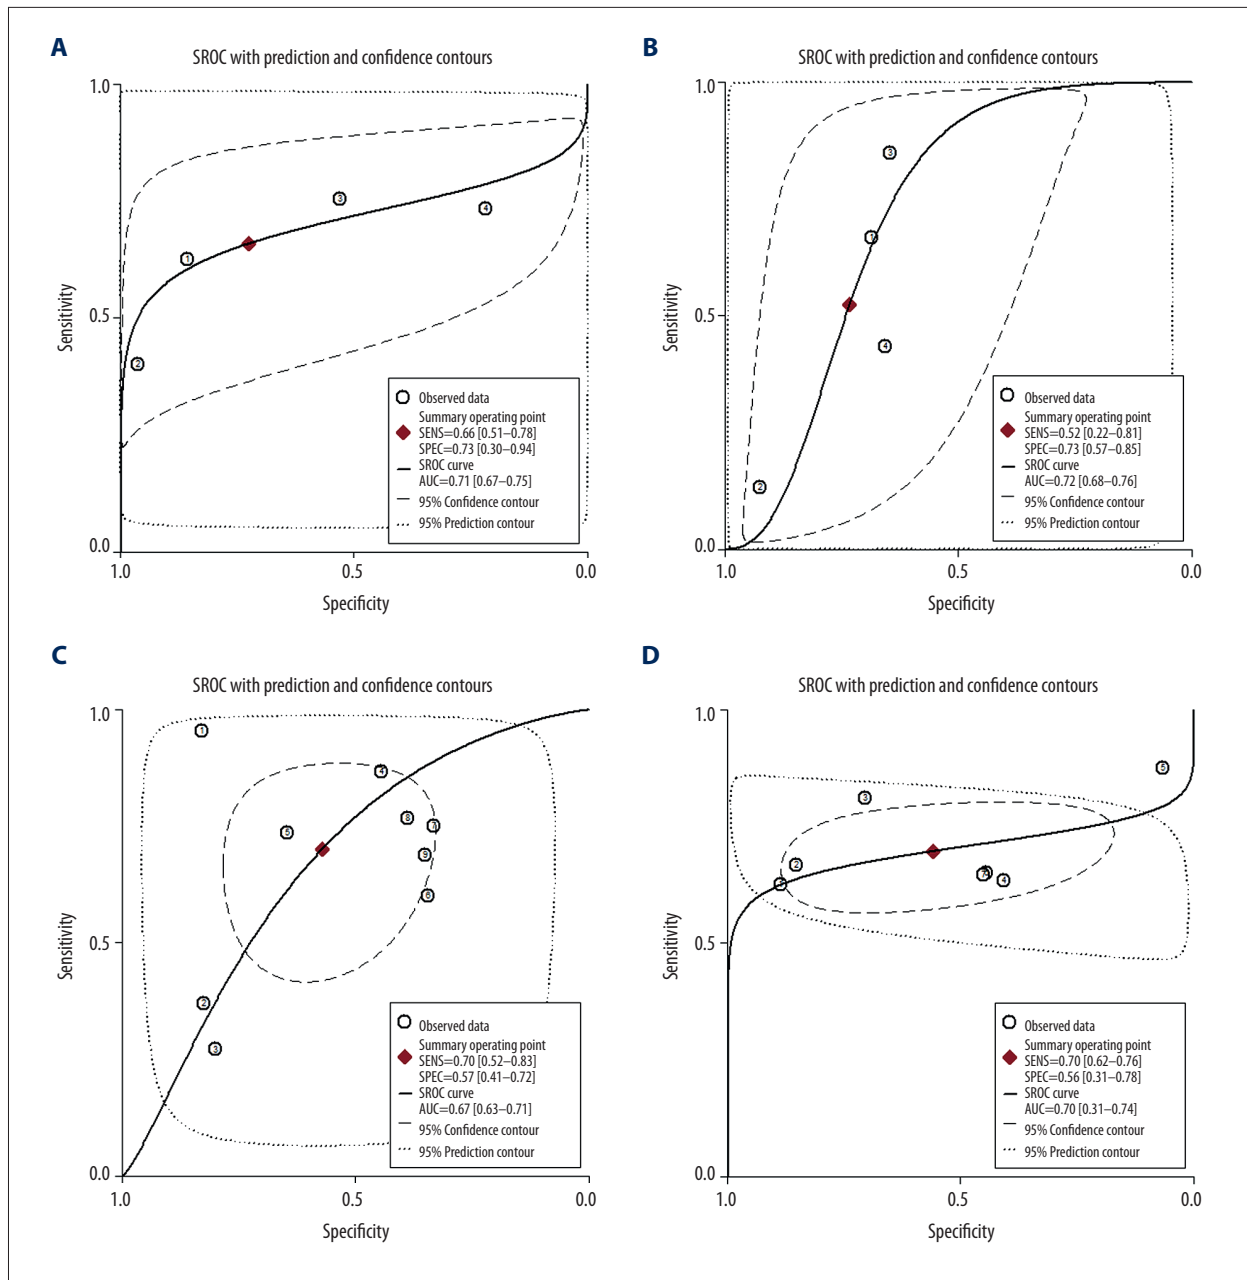 A
SROC with prediction and confidence contours
1.0
0.5
0.0
Sensitivity
1
2
3
4
Observed data
Summary operating point
SENS=0.66 [0.51–0.78]
SPEC=0.73 [0.30–0.94]
SROC curve
AUC=0.71 [0.67–0.75]
95% Confidence contour
95% Prediction contour
1.0 0.5 0.0
Specificity
B
SROC with prediction and confidence contours
1.0
0.5
0.0
Sensitivity
3
1
4
2
Observed data
Summary operating point
SENS=0.52 [0.22–0.81]
SPEC=0.73 [0.57–0.85]
SROC curve
AUC=0.72 [0.68–0.76]
95% Confidence contour
95% Prediction contour
1.0 0.5 0.0
Specificity
C
SROC with prediction and confidence contours
1.0
0.5
0.0
Sensitivity
1
4
8
7
5
9
6
2
3
Observed data
Summary operating point
SENS=0.70 [0.52–0.83]
SPEC=0.57 [0.41–0.72]
SROC curve
AUC=0.67 [0.63–0.71]
95% Confidence contour
95% Prediction contour
1.0 0.5 0.0
Specificity
D
SROC with prediction and confidence contours
1.0
0.5
0.0
Sensitivity
5
3
2
7
4
Observed data
Summary operating point
SENS=0.70 [0.62–0.76]
SPEC=0.56 [0.31–0.78]
SROC curve
AUC=0.70 [0.31–0.74]
95% Confidence contour
95% Prediction contour
1.0 0.5 0.0
Specificity